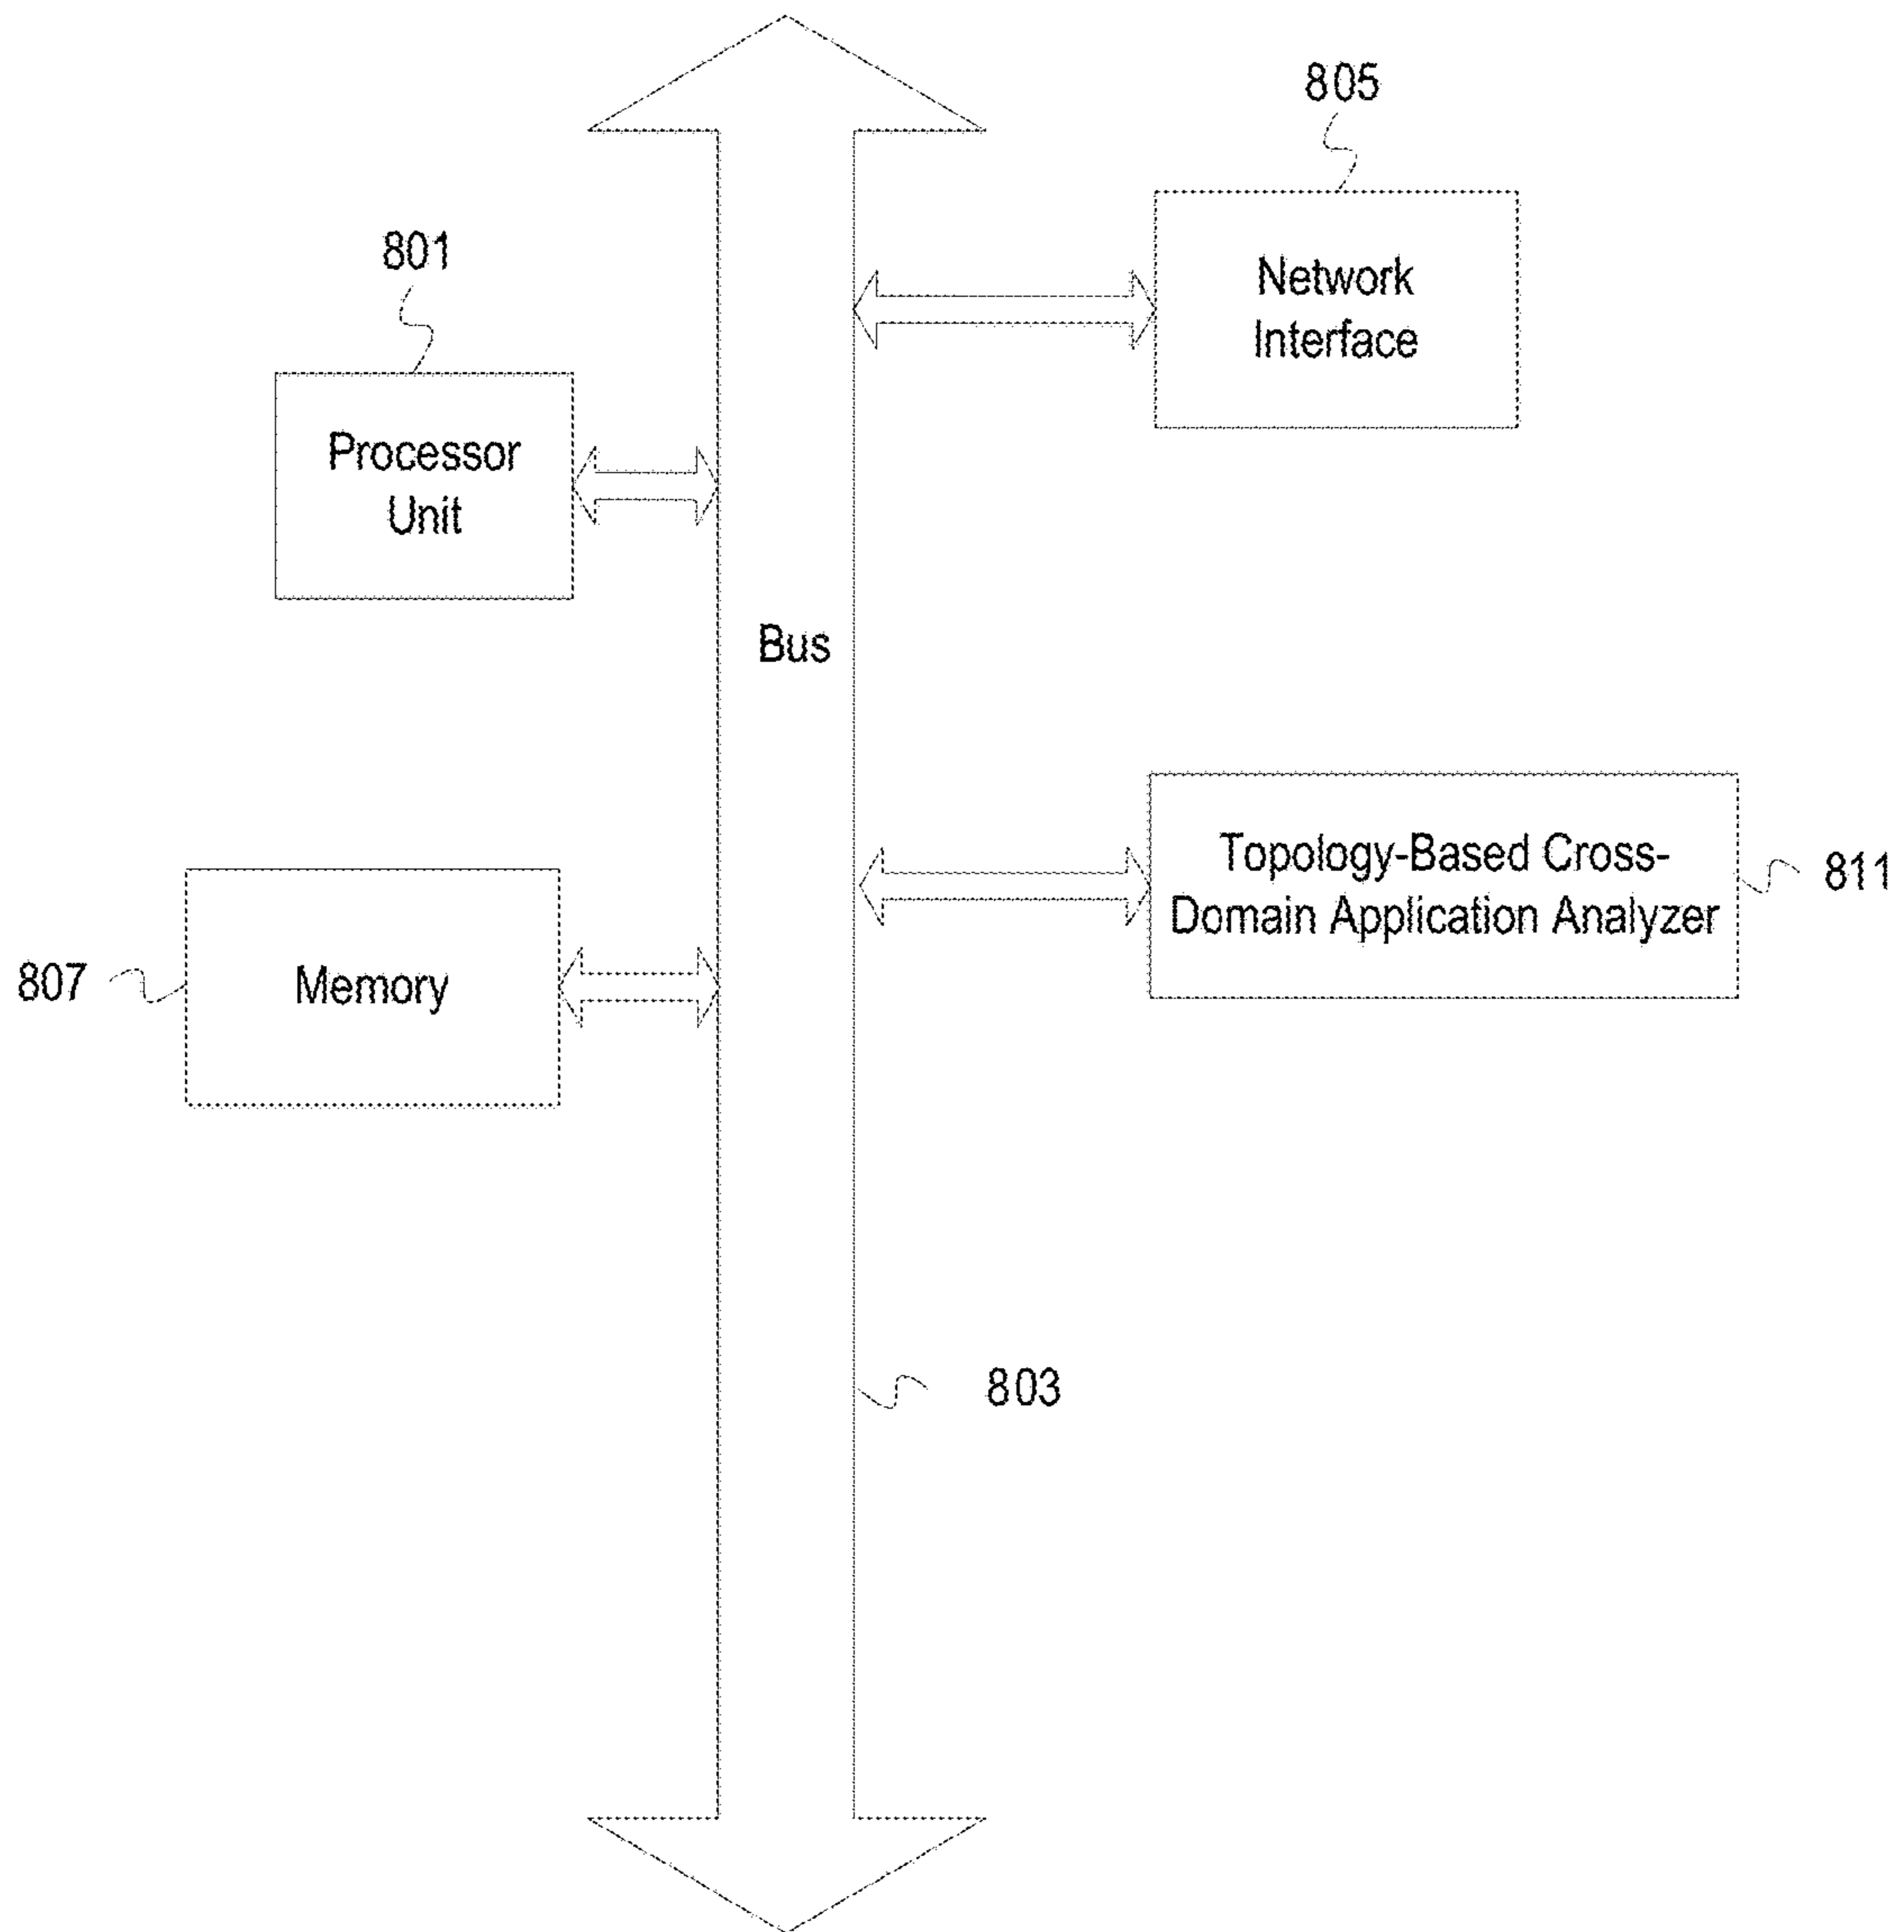 805
Network
Interface
801
Processor
Unit
Bus
Topology-Based Cross-
Domain Application Analyzer
811
807
Memory
803